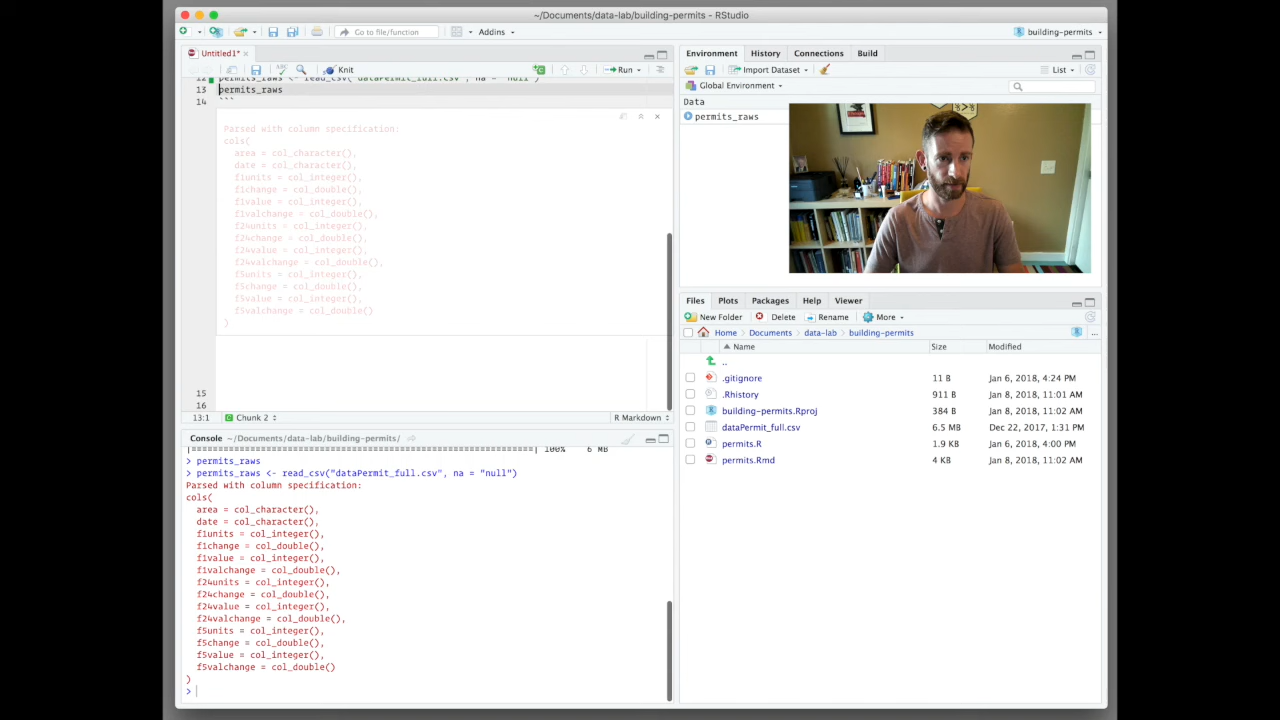 ~/Documents/data-lab/building-permits - RStudio
Go to file/function
Addins
building-permits
Untitled1*
Knit
Run
12 permits_raws <- read_csv("dataPermit_full.csv", na = "null")
13 permits_raws
14 ```
Parsed with column specification:
cols(
area = col_character(),
date = col_character(),
f1units = col_integer(),
f1change = col_double(),
f1value = col_integer(),
f1valchange = col_double(),
f24units = col_integer(),
f24change = col_double(),
f24value = col_integer(),
f24valchange = col_double(),
f5units = col_integer(),
f5change = col_double(),
f5value = col_integer(),
f5valchange = col_double()
)
15
16
13:1 Chunk 2 R Markdown
Console ~/Documents/data-lab/building-permits/
|================================================================| 100% 6 MB
> permits_raws
> permits_raws <- read_csv("dataPermit_full.csv", na = "null")
Parsed with column specification:
cols(
area = col_character(),
date = col_character(),
f1units = col_integer(),
f1change = col_double(),
f1value = col_integer(),
f1valchange = col_double(),
f24units = col_integer(),
f24change = col_double(),
f24value = col_integer(),
f24valchange = col_double(),
f5units = col_integer(),
f5change = col_double(),
f5value = col_integer(),
f5valchange = col_double()
)
>
Environment History Connections Build
Import Dataset List
Global Environment
Data
permits_raws
Files Plots Packages Help Viewer
New Folder Delete Rename More
Home Documents data-lab building-permits ...
Name Size Modified
..
.gitignore 11 B Jan 6, 2018, 4:24 PM
.Rhistory 911 B Jan 8, 2018, 11:01 AM
building-permits.Rproj 384 B Jan 8, 2018, 11:02 AM
dataPermit_full.csv 6.5 MB Dec 22, 2017, 1:31 PM
permits.R 1.9 KB Jan 6, 2018, 4:00 PM
permits.Rmd 4 KB Jan 8, 2018, 11:02 AM